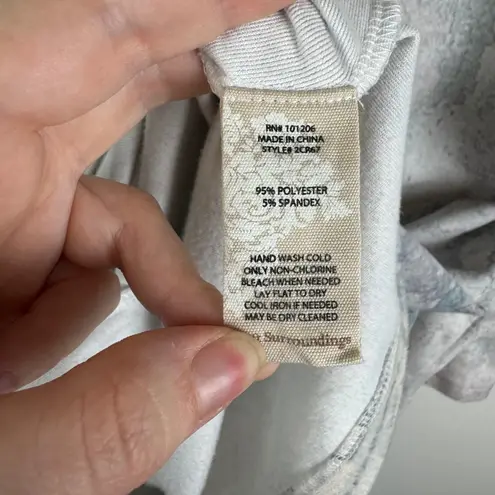 RN# 101206
MADE IN CHINA
STYLE# 2CR67
95% POLYESTER
5% SPANDEX
HAND WASH COLD
ONLY NON-CHLORINE
BLEACH WHEN NEEDED
LAY FLAT TO DRY
COOL IRON IF NEEDED
MAY BE DRY CLEANED
Surroundings